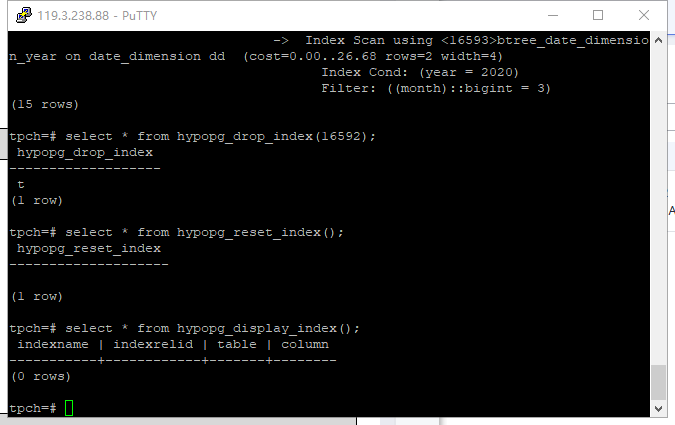 119.3.238.88 - PuTTY
->  Index Scan using <16593>btree_date_dimensio
n_year on date_dimension dd  (cost=0.00..26.68 rows=2 width=4)
Index Cond: (year = 2020)
Filter: ((month)::bigint = 3)
(15 rows)
tpch=# select * from hypopg_drop_index(16592);
hypopg_drop_index
-------------------
t
(1 row)
tpch=# select * from hypopg_reset_index();
hypopg_reset_index
--------------------
(1 row)
tpch=# select * from hypopg_display_index();
indexname | indexrelid | table | column
-----------+------------+-------+--------
(0 rows)
tpch=#
A